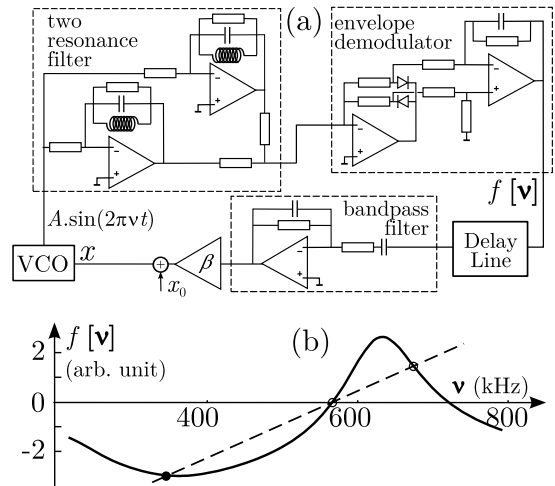 two
resonance
filter
(a)
envelope
demodulator
−
+
−
+
−
+
−
+
f [ν]
A.sin(2πνt)
bandpass
filter
VCO
x
+
x₀
β
−
+
Delay
Line
f [ν]
(arb. unit)
(b)
2
0
-2
400
600
800
ν (kHz)